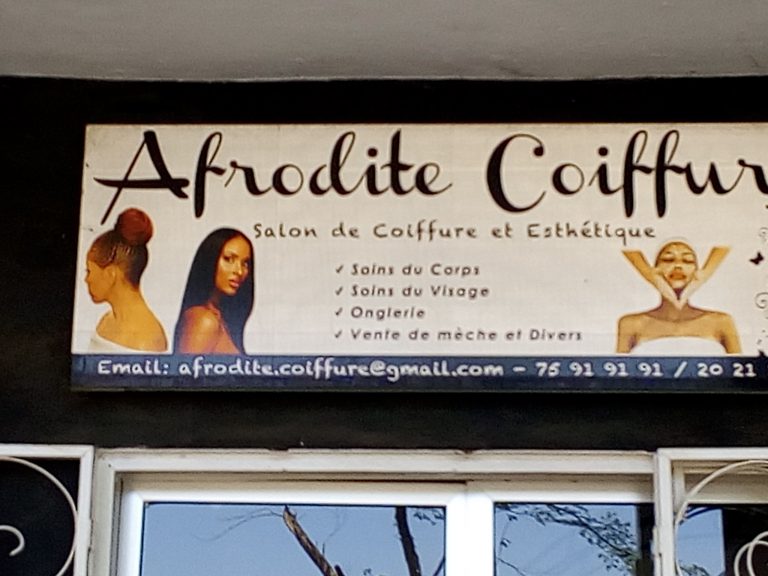 Afrodite Coiffur
Salon de Coiffure et Esthétique
✓ Soins du Corps
✓ Soins du Visage
✓ Onglerie
✓ Vente de mèche et Divers
Email: afrodite.coiffure@gmail.com - 76 91 91 91 / 20 21